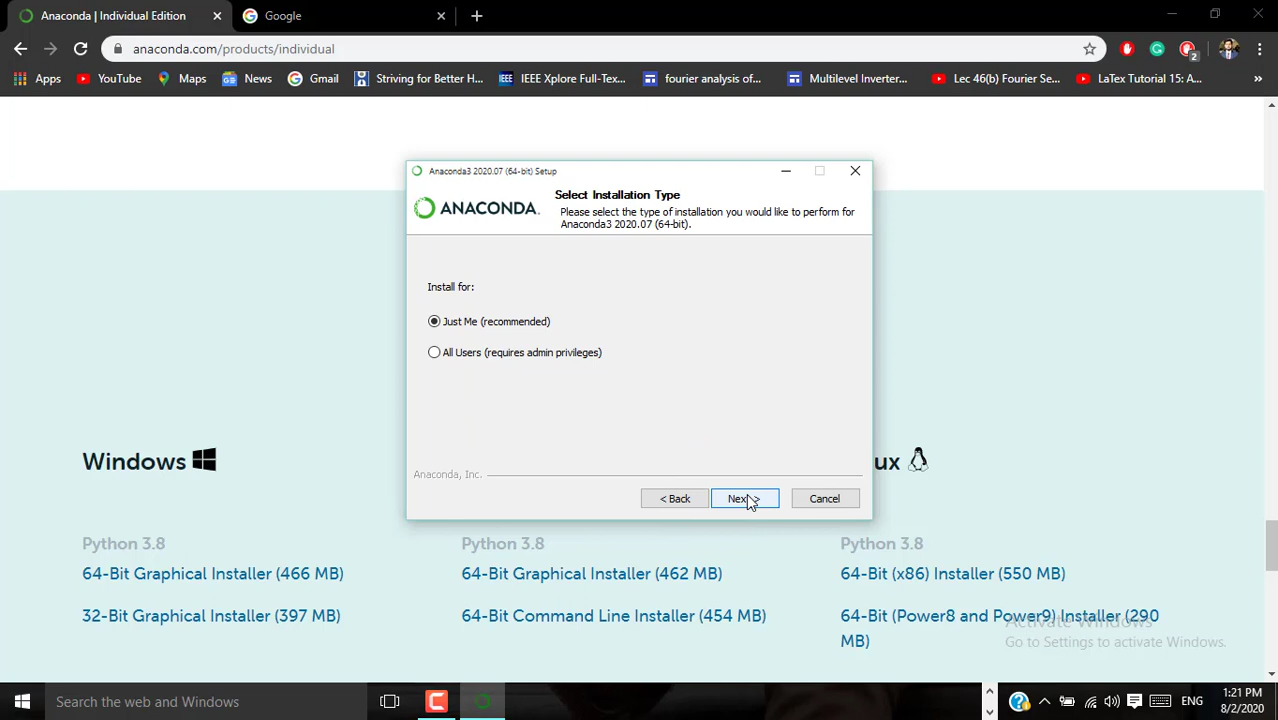 Anaconda | Individual Edition
Google
anaconda.com/products/individual
2
Apps
YouTube
Maps
News
Gmail
Striving for Better H...
IEEE Xplore Full-Text...
fourier analysis of...
Multilevel Inverter...
Lec 46(b) Fourier Se...
LaTex Tutorial 15: A...
Anaconda3 2020.07 (64-bit) Setup
ANACONDA.
Select Installation Type
Please select the type of installation you would like to perform for
Anaconda3 2020.07 (64-bit).
Install for:
Just Me (recommended)
All Users (requires admin privileges)
Anaconda, Inc.
< Back
Next >
Cancel
Windows
ux
Python 3.8
64-Bit Graphical Installer (466 MB)
32-Bit Graphical Installer (397 MB)
Python 3.8
64-Bit Graphical Installer (462 MB)
64-Bit Command Line Installer (454 MB)
Python 3.8
64-Bit (x86) Installer (550 MB)
64-Bit (Power8 and Power9) Installer (290
MB)
Activate Windows
Go to Settings to activate Windows.
Search the web and Windows
ENG
1:21 PM
8/2/2020